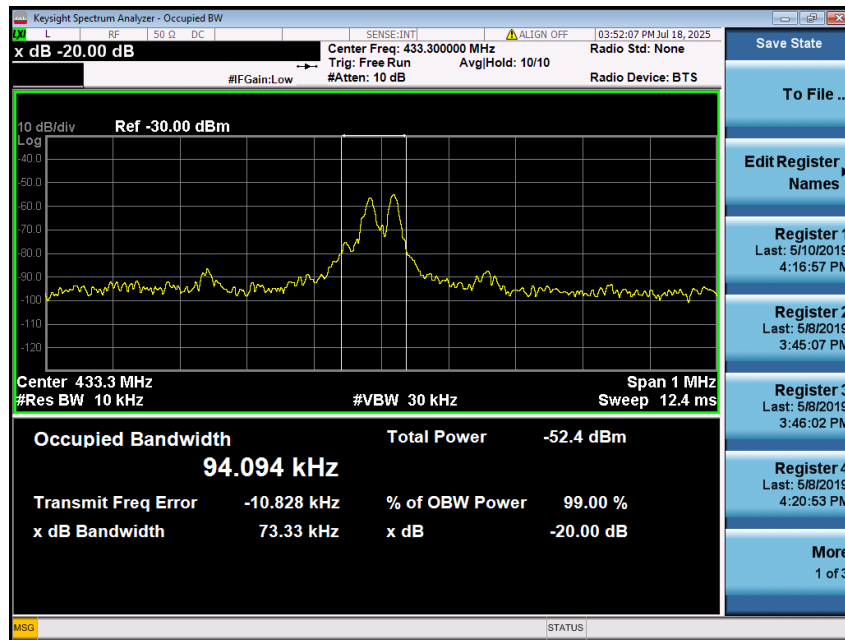 Keysight Spectrum Analyzer - Occupied BW
LXI L RF 50 Ω DC SENSE:INT ALIGN OFF 03:52:07 PM Jul 18, 2025
x dB -20.00 dB
Center Freq: 433.300000 MHz
Radio Std: None
Trig: Free Run Avg|Hold: 10/10
#IFGain:Low
#Atten: 10 dB
Radio Device: BTS
10 dB/div Ref -30.00 dBm
Log
-40.0
-50.0
-60.0
-70.0
-80.0
-90.0
-100
-110
-120
Center 433.3 MHz
Span 1 MHz
#Res BW 10 kHz
#VBW 30 kHz
Sweep 12.4 ms
Occupied Bandwidth
Total Power -52.4 dBm
94.094 kHz
Transmit Freq Error -10.828 kHz
% of OBW Power 99.00 %
x dB Bandwidth 73.33 kHz
x dB -20.00 dB
MSG
STATUS
Save State
To File ..
Edit Register
Names
Register 1
Last: 5/10/2019
4:16:57 PM
Register 2
Last: 5/8/2019
3:45:07 PM
Register 3
Last: 5/8/2019
3:46:02 PM
Register 4
Last: 5/8/2019
4:20:53 PM
More
1 of 3